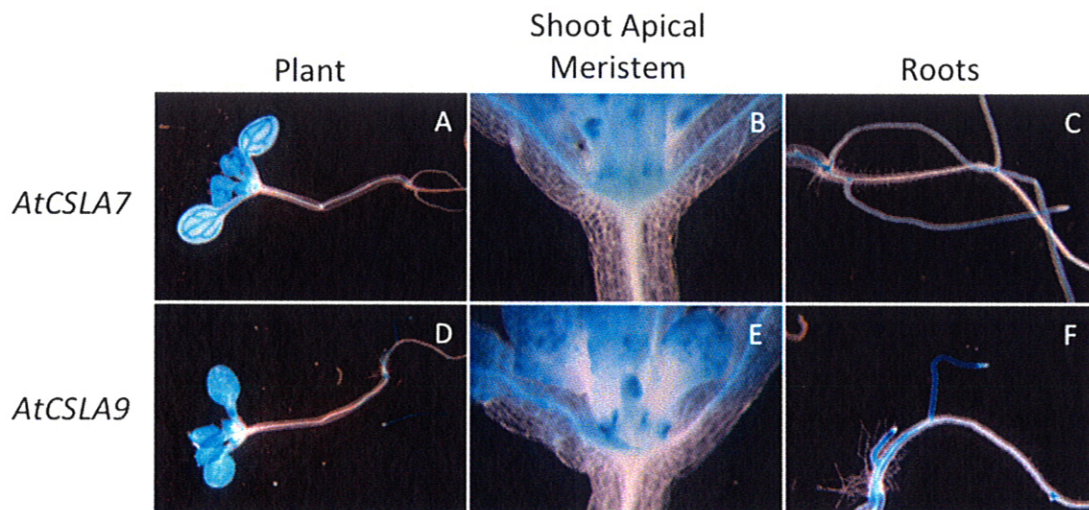 Shoot Apical
Plant Meristem Roots
A B C
AtCSLA7
D E F
AtCSLA9